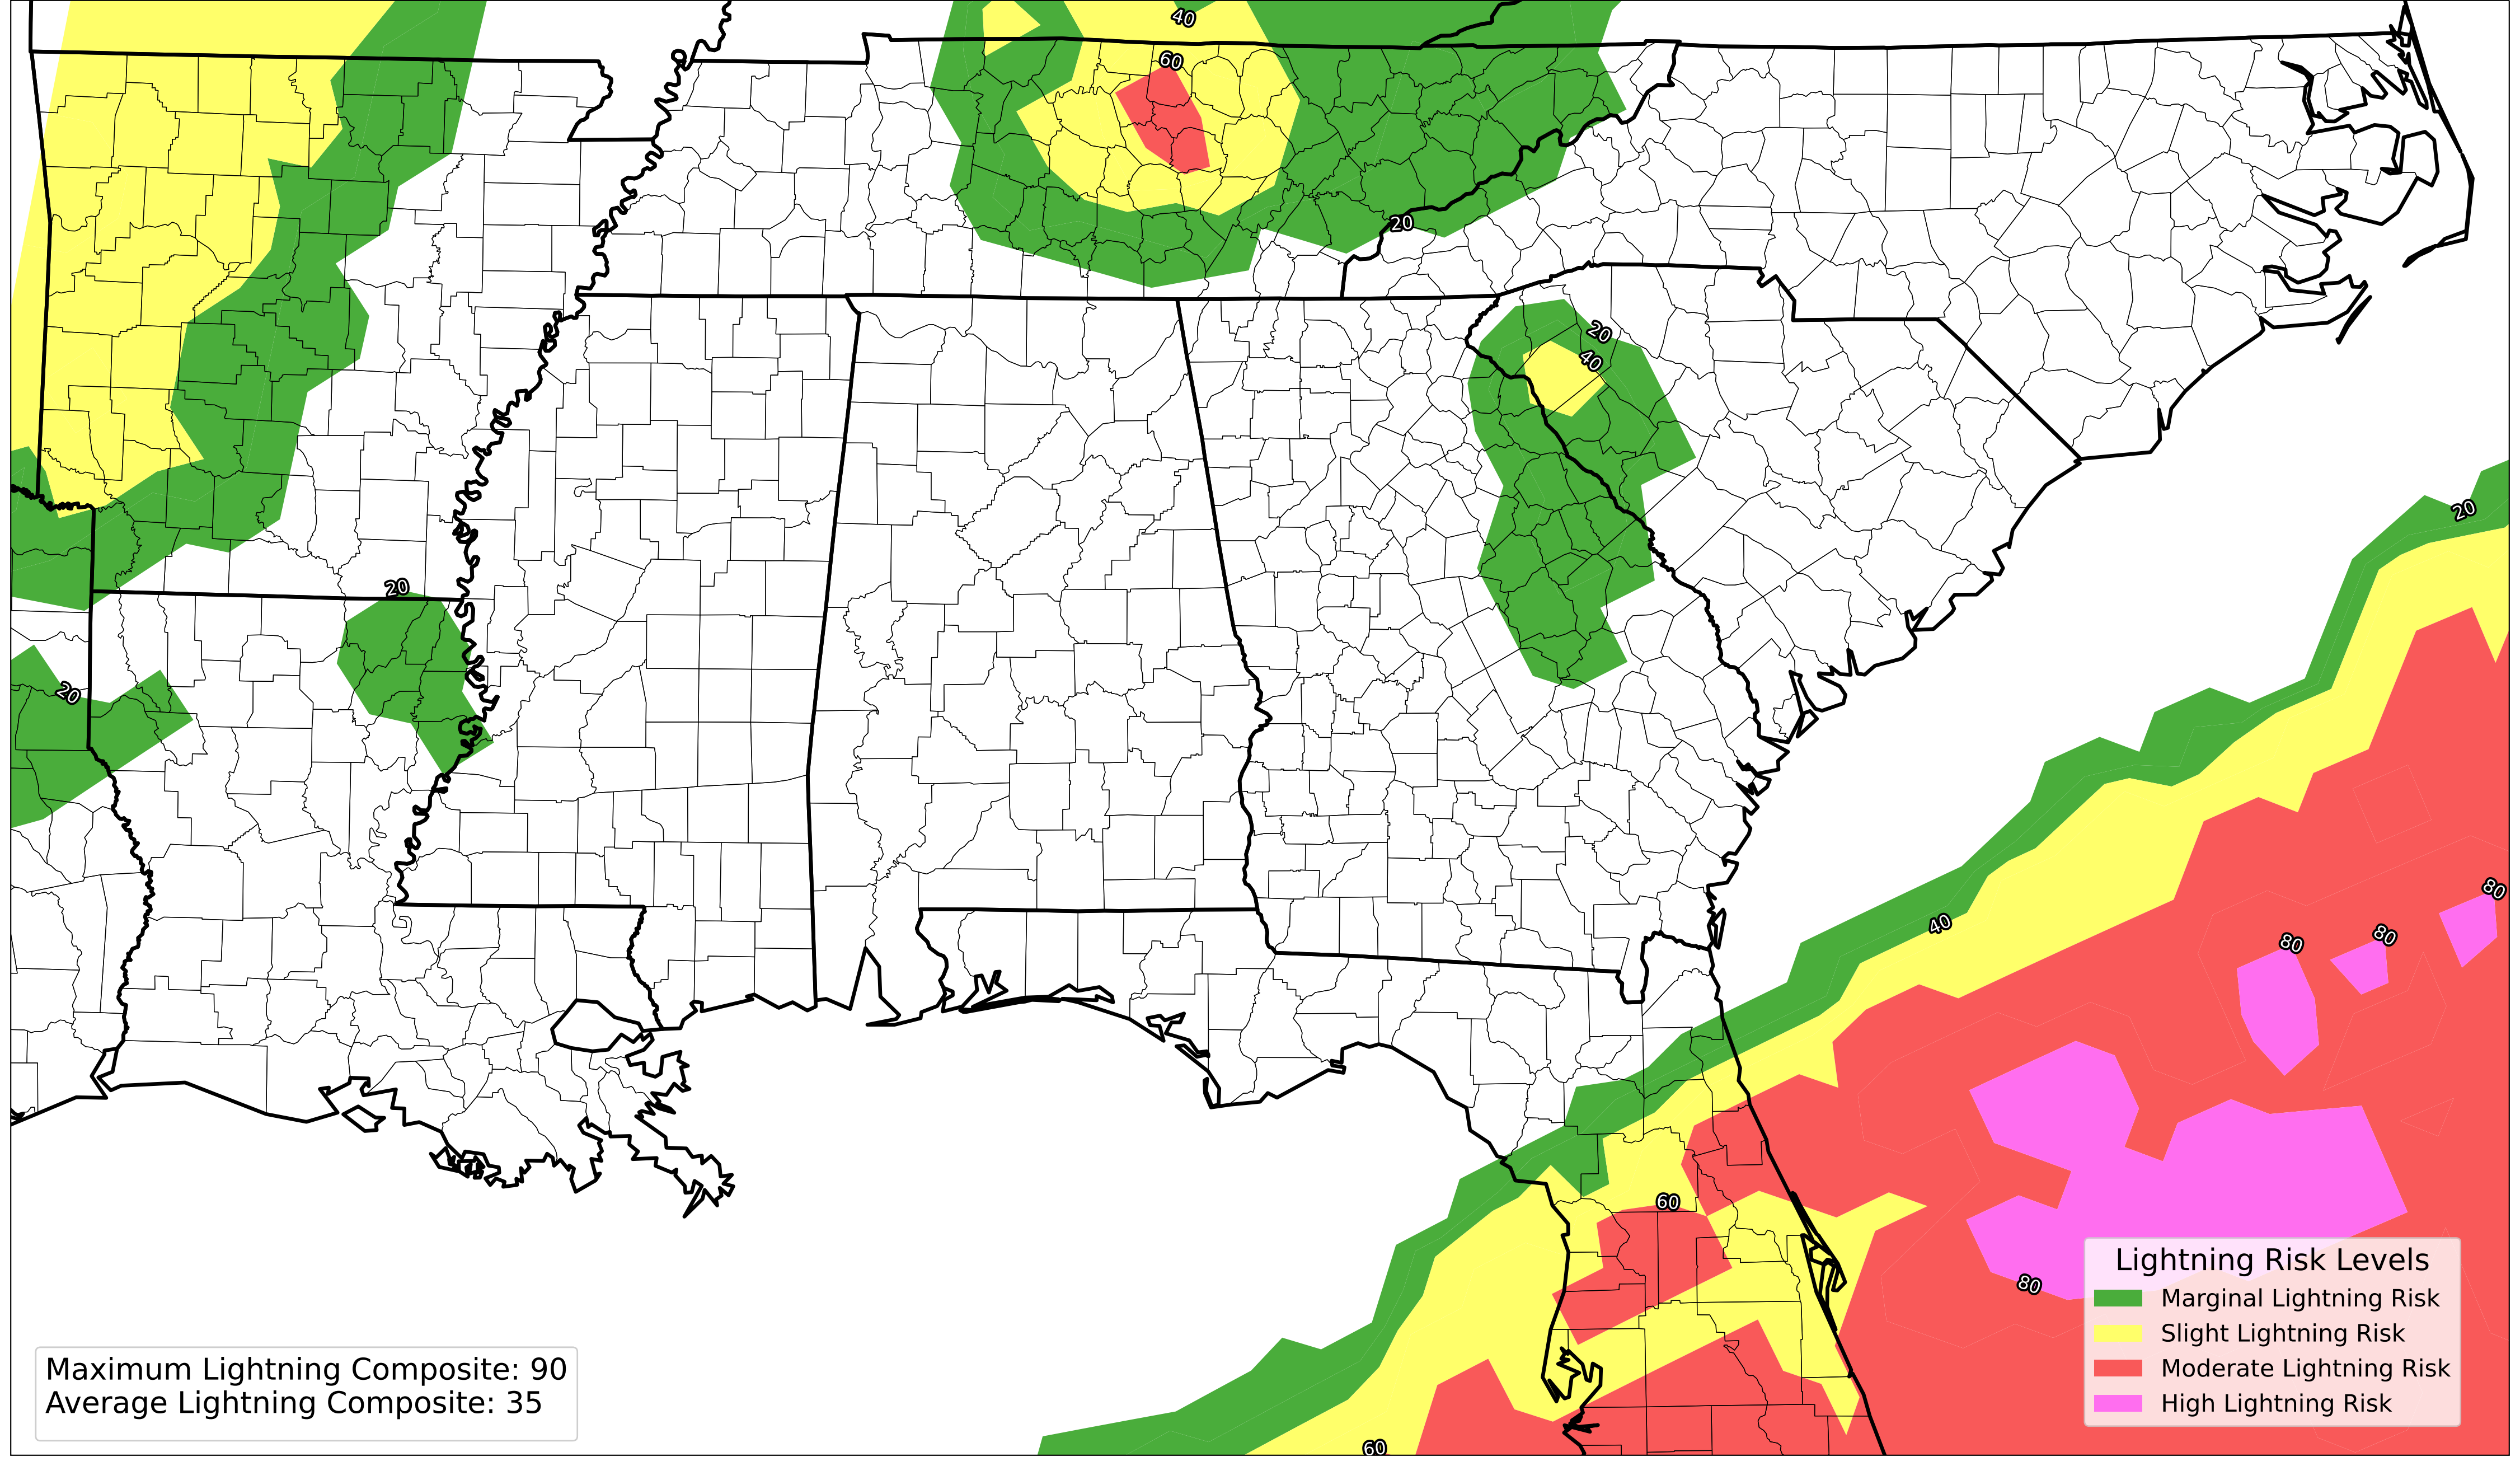 40
60
20
20
40
20
20
20
40
80
80
80
60
80
60
Lightning Risk Levels
Marginal Lightning Risk
Slight Lightning Risk
Moderate Lightning Risk
High Lightning Risk
Maximum Lightning Composite: 90
Average Lightning Composite: 35